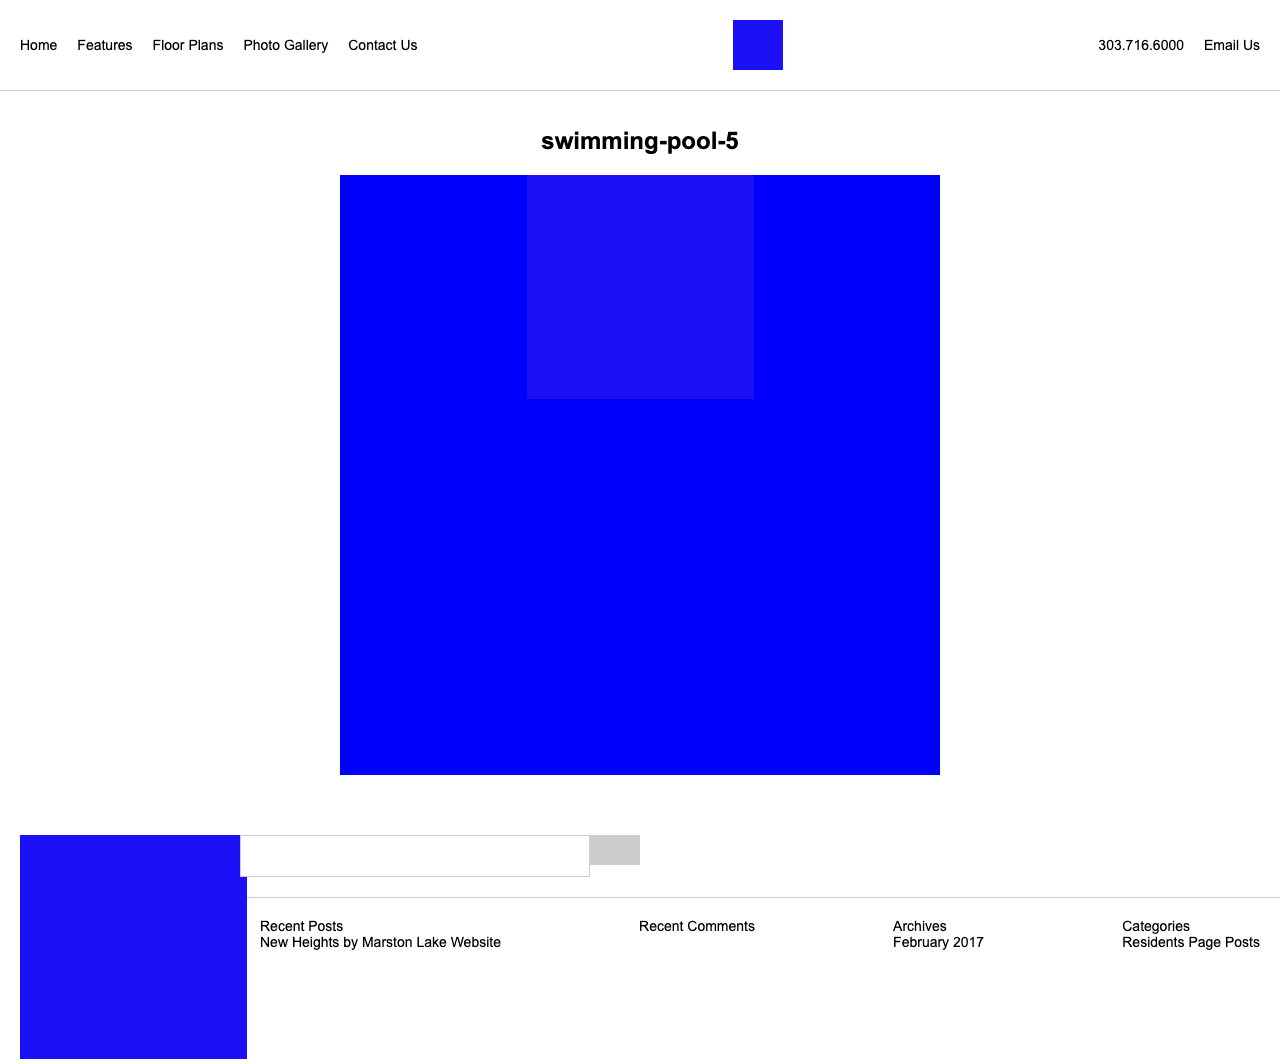 Home
Features
Floor Plans
Photo Gallery
Contact Us
303.716.6000
Email Us
swimming-pool-5
Recent Posts
New Heights by Marston Lake Website
Recent Comments
Archives
February 2017
Categories
Residents Page Posts